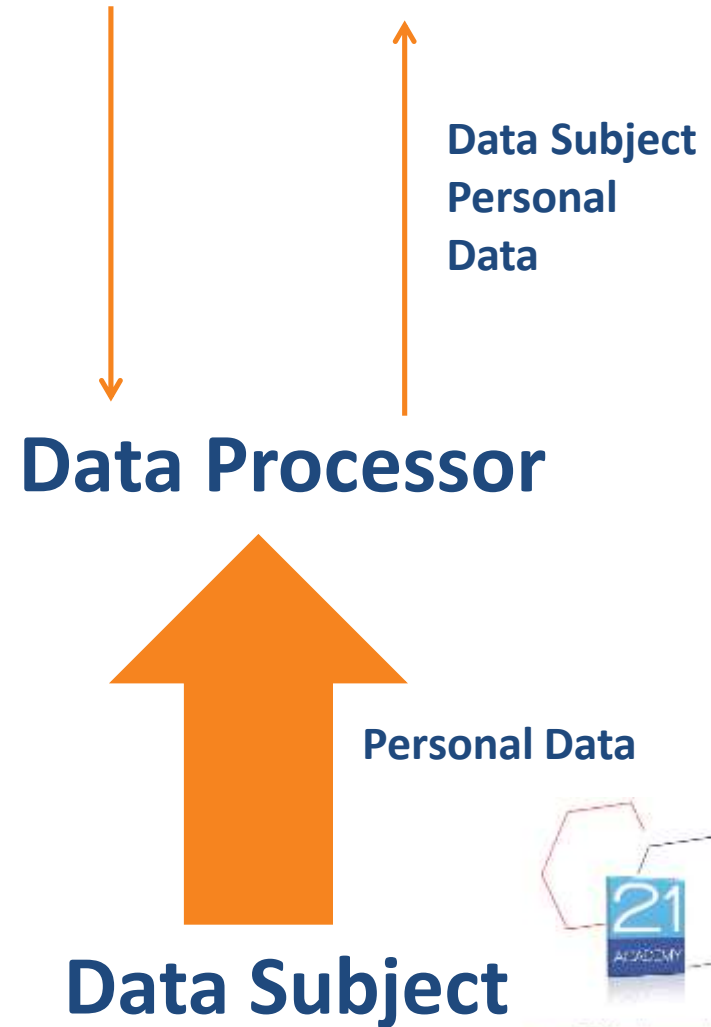 Data Subject
Personal
Data
Data Processor
Personal Data
21
ACADEMY
Data Subject